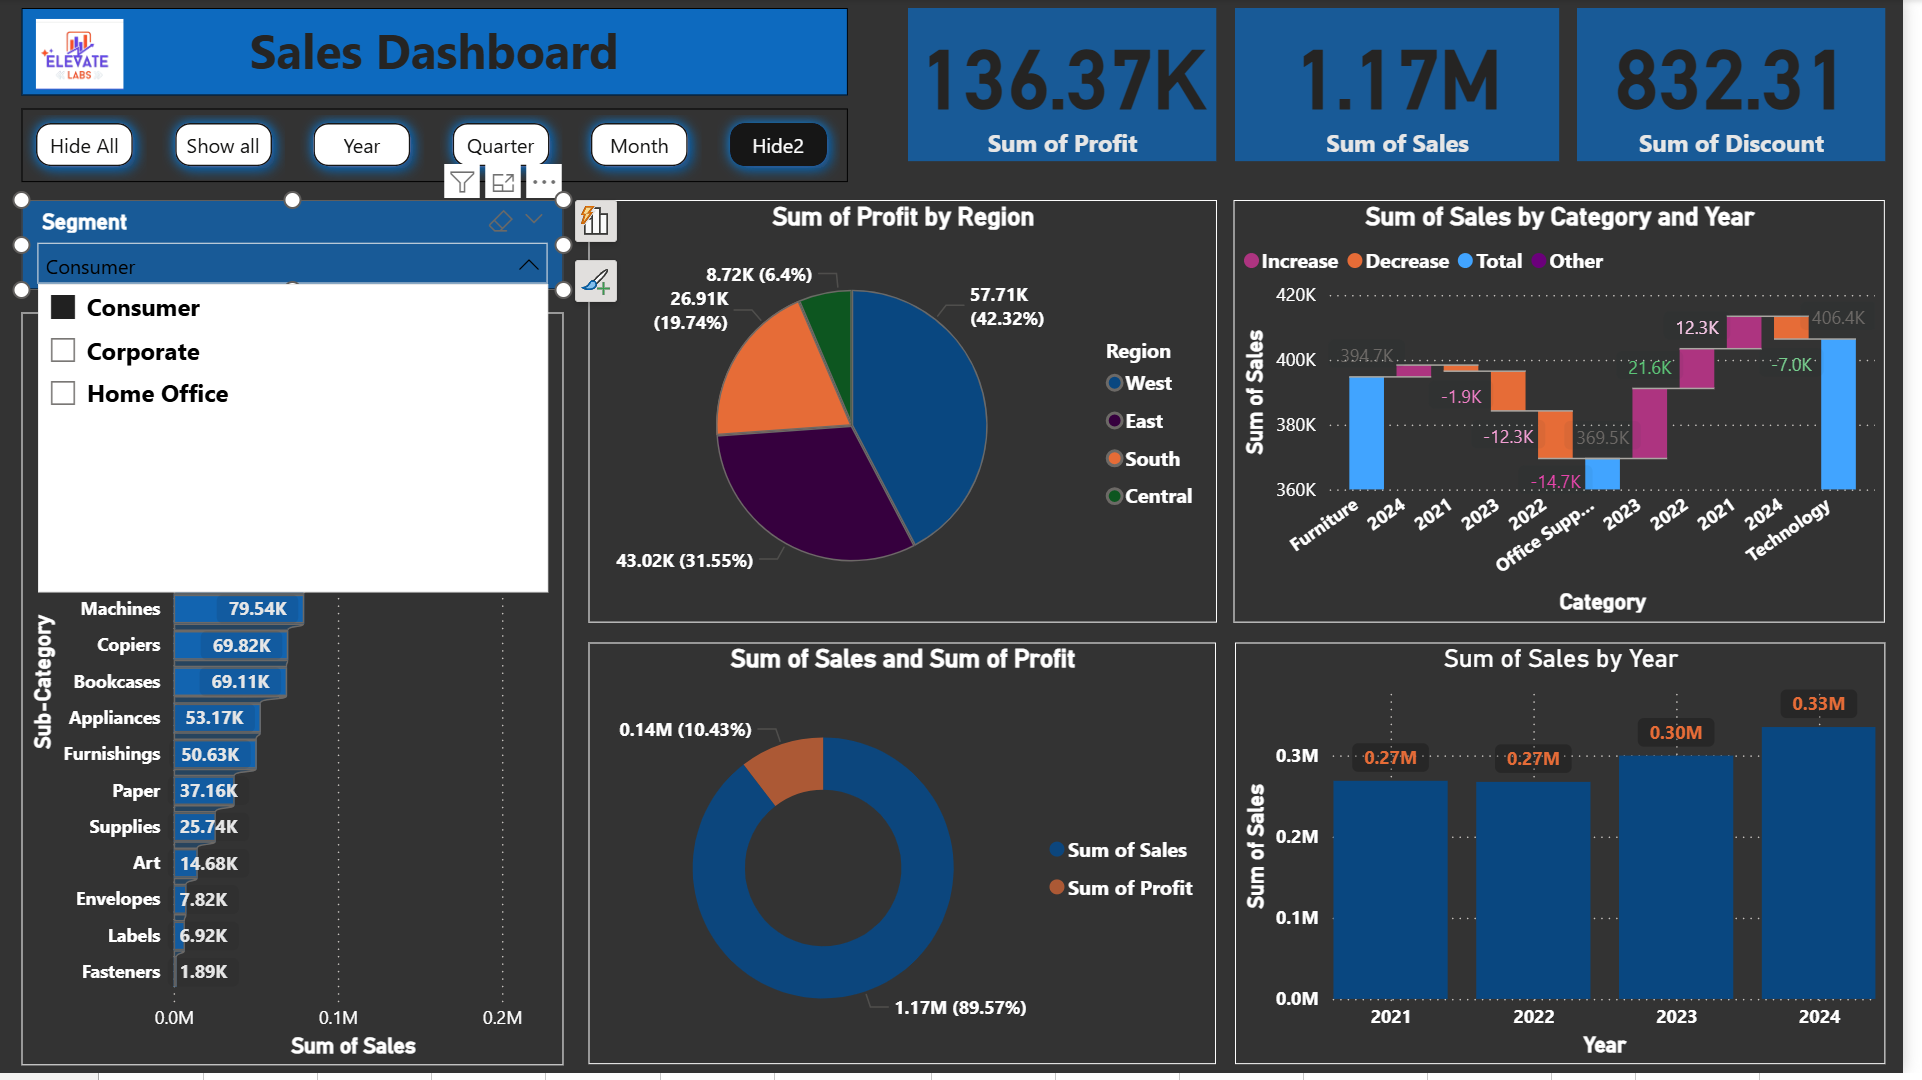 ELEVATE
LABS
Sales Dashboard
136.37K
Sum of Profit
1.17M
Sum of Sales
832.31
Sum of Discount
Hide All
Show all
Year
Quarter
Month
Hide2
Segment
Consumer
Consumer
Corporate
Home Office
Sub-Category
Machines 79.54K
Copiers 69.82K
Bookcases 69.11K
Appliances 53.17K
Furnishings 50.63K
Paper 37.16K
Supplies 25.74K
Art 14.68K
Envelopes 7.82K
Labels 6.92K
Fasteners 1.89K
0.0M 0.1M 0.2M
Sum of Sales
Sum of Profit by Region
8.72K (6.4%)
26.91K
(19.74%)
57.71K
(42.32%)
43.02K (31.55%)
Region
West
East
South
Central
Sum of Sales by Category and Year
Increase Decrease Total Other
Sum of Sales
420K
400K
380K
360K
394.7K
-1.9K
-12.3K
-14.7K
369.5K
21.6K
12.3K
-7.0K
406.4K
Furniture 2024 2021 2023 2022 Office Supp... 2023 2022 2021 2024 Technology
Category
Sum of Sales and Sum of Profit
0.14M (10.43%)
1.17M (89.57%)
Sum of Sales
Sum of Profit
Sum of Sales by Year
Sum of Sales
0.3M
0.2M
0.1M
0.0M
0.27M
0.27M
0.30M
0.33M
2021 2022 2023 2024
Year